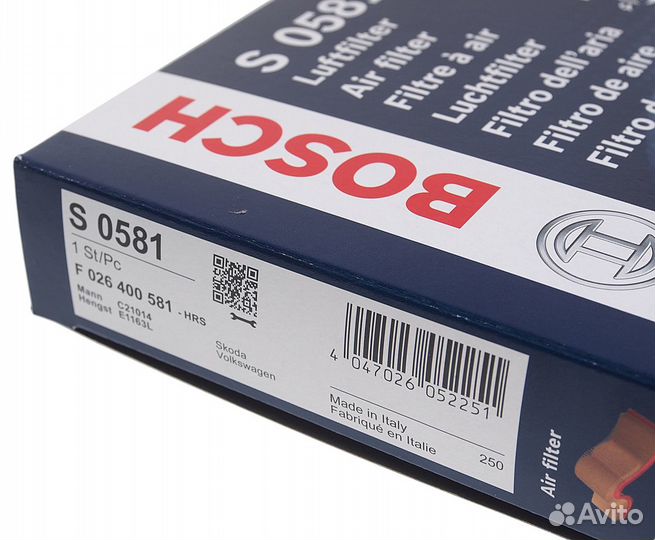 S 0581
Luftfilter
Air filter
Filtre à air
Luchtfilter
Filtro dell'aria
Filtro de aire
Filtro
BOSCH
S 0581
1 St/Pc
F 026 400 581 - HRS
Mann C21014
Hengst E1163L
Skoda
Volkswagen
4 047026 052251
Made in Italy
Fabriqué en Italie
250
Air filter
Avito